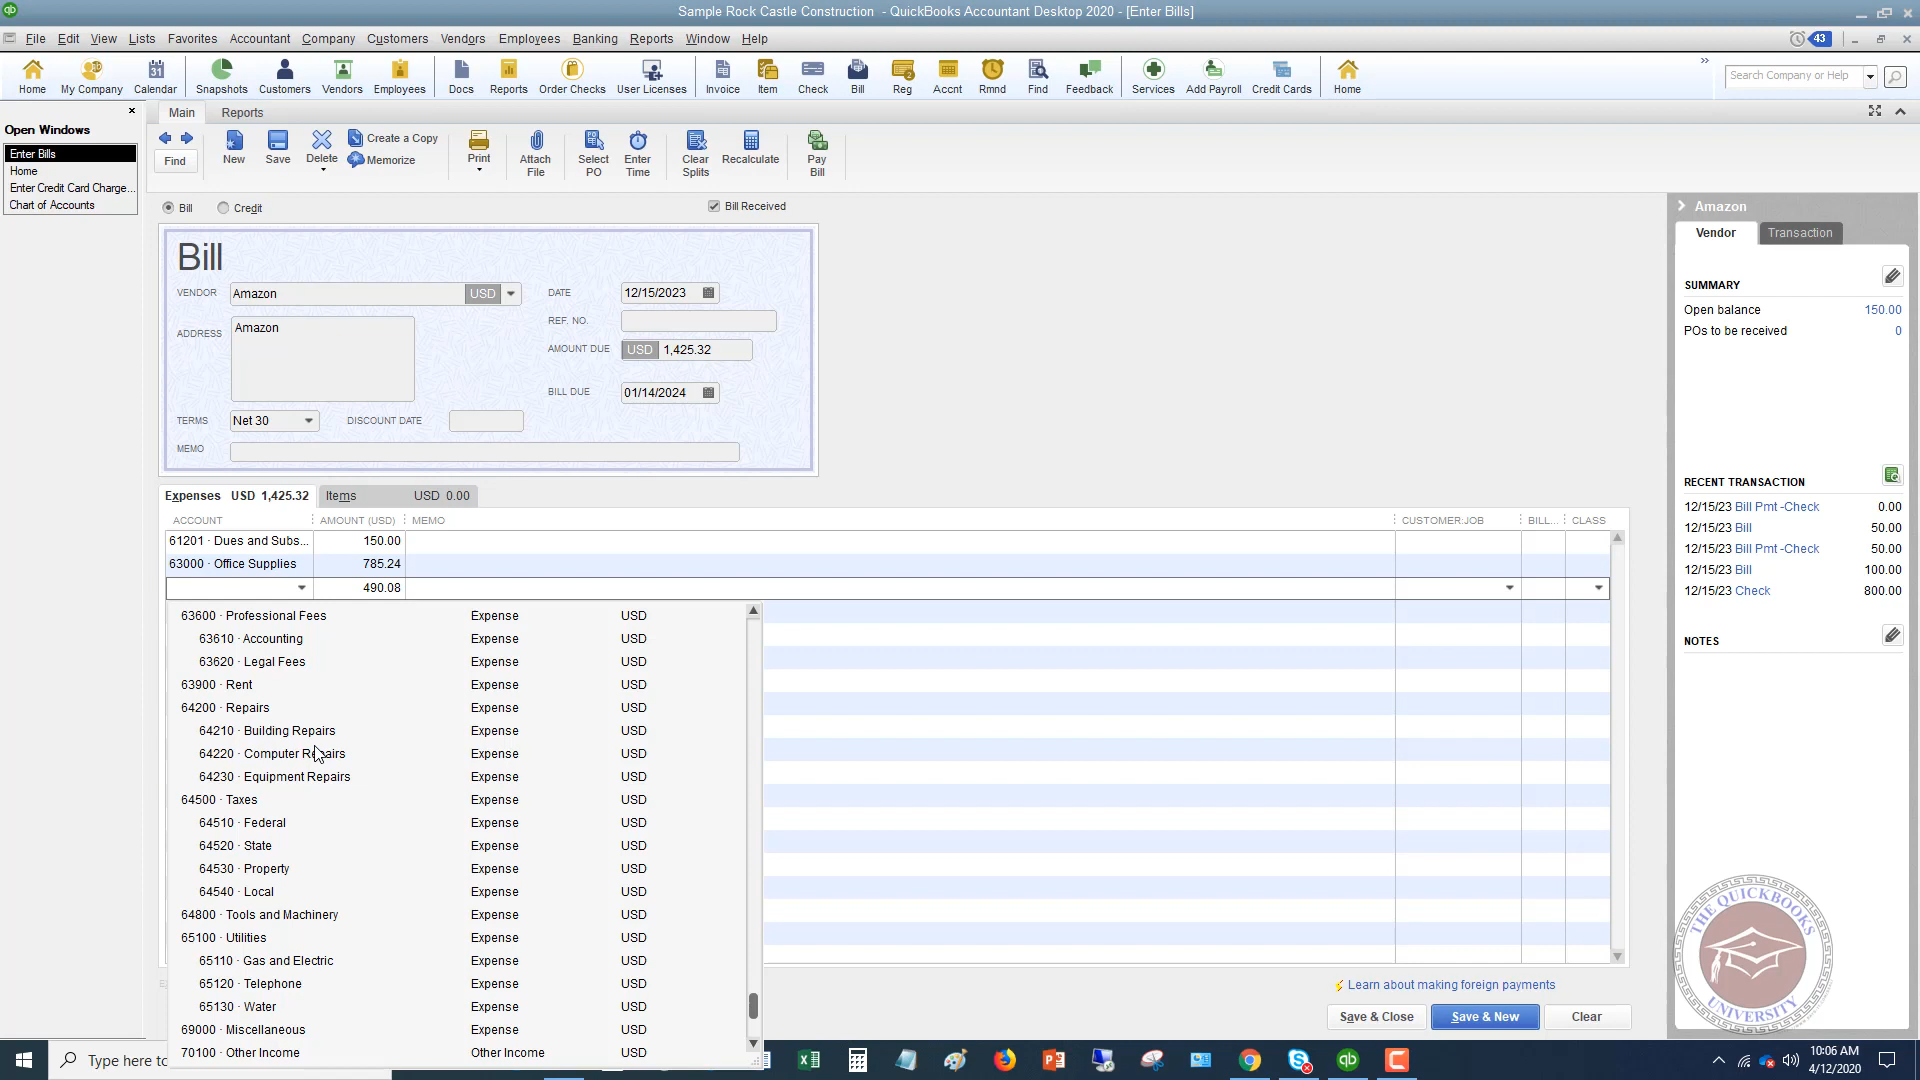 Sample Rock Castle Construction - QuickBooks Accountant Desktop 2020 - [Enter Bills]
File Edit View Lists Favorites Accountant Company Customers Vendors Employees Banking Reports Window Help
43
Home My Company Calendar Snapshots Customers Vendors Employees Docs Reports Order Checks User Licenses Invoice Item Check Bill Reg Accnt Rmnd Find Feedback Services Add Payroll Credit Cards Home
Search Company or Help
Open Windows
Enter Bills
Home
Enter Credit Card Charge...
Chart of Accounts
Main Reports
Find
New
Save
Delete
Create a Copy
Memorize
Print
Attach File
Select PO
Enter Time
Clear Splits
Recalculate
Pay Bill
Bill Credit
Bill Received
Bill
VENDOR Amazon USD
DATE 12/15/2023
REF. NO.
ADDRESS Amazon
AMOUNT DUE USD 1,425.32
BILL DUE 01/14/2024
TERMS Net 30 DISCOUNT DATE
MEMO
Expenses USD 1,425.32 Items USD 0.00
ACCOUNT AMOUNT (USD) MEMO CUSTOMER:JOB BILL... CLASS
61201 · Dues and Subs... 150.00
63000 · Office Supplies 785.24
490.08
63600 · Professional Fees Expense USD
63610 · Accounting Expense USD
63620 · Legal Fees Expense USD
63900 · Rent Expense USD
64200 · Repairs Expense USD
64210 · Building Repairs Expense USD
64220 · Computer Repairs Expense USD
64230 · Equipment Repairs Expense USD
64500 · Taxes Expense USD
64510 · Federal Expense USD
64520 · State Expense USD
64530 · Property Expense USD
64540 · Local Expense USD
64800 · Tools and Machinery Expense USD
65100 · Utilities Expense USD
65110 · Gas and Electric Expense USD
65120 · Telephone Expense USD
65130 · Water Expense USD
69000 · Miscellaneous Expense USD
70100 · Other Income Other Income USD
Learn about making foreign payments
Save & Close Save & New Clear
Amazon
Vendor Transaction
SUMMARY
Open balance 150.00
POs to be received 0
RECENT TRANSACTION
12/15/23 Bill Pmt -Check 0.00
12/15/23 Bill 50.00
12/15/23 Bill Pmt -Check 50.00
12/15/23 Bill 100.00
12/15/23 Check 800.00
NOTES
THE QUICKBOOKS
UNIVERSITY
Type here to
10:06 AM
4/12/2020